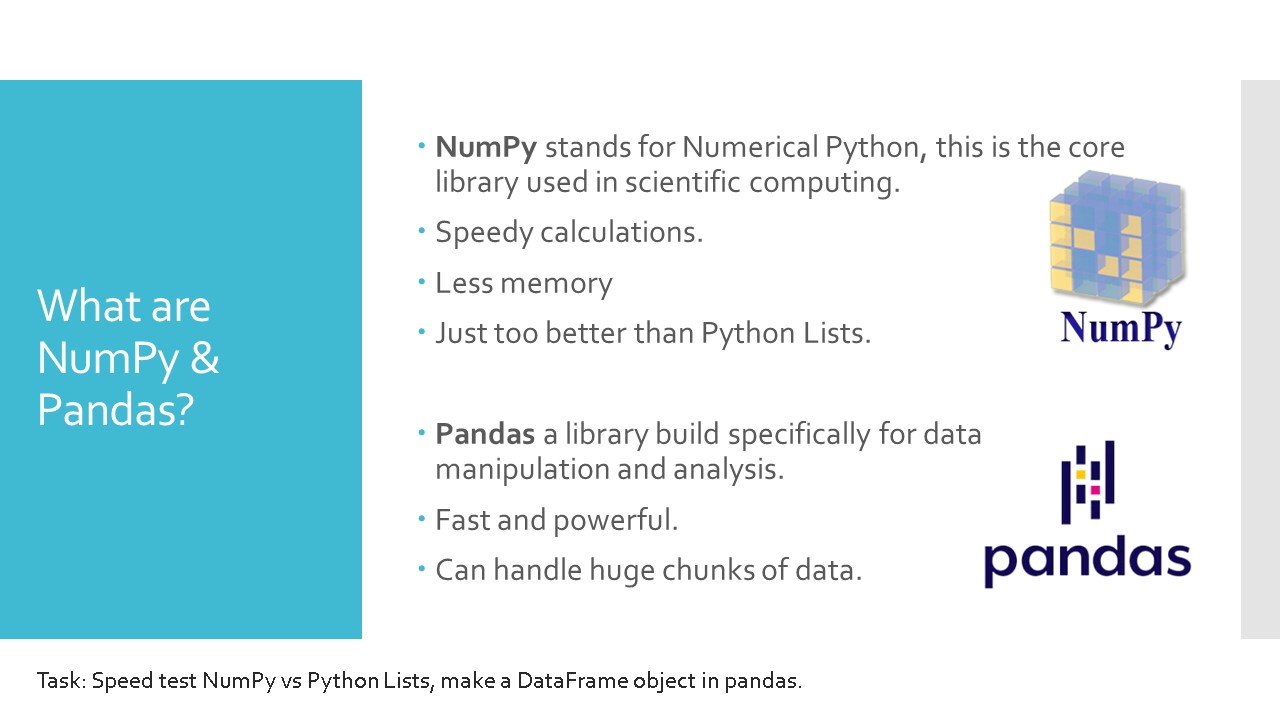 What are
NumPy &
Pandas?
• NumPy stands for Numerical Python, this is the core
library used in scientific computing.
• Speedy calculations.
• Less memory
• Just too better than Python Lists.
NumPy
• Pandas a library build specifically for data
manipulation and analysis.
• Fast and powerful.
• Can handle huge chunks of data.
pandas
Task: Speed test NumPy vs Python Lists, make a DataFrame object in pandas.